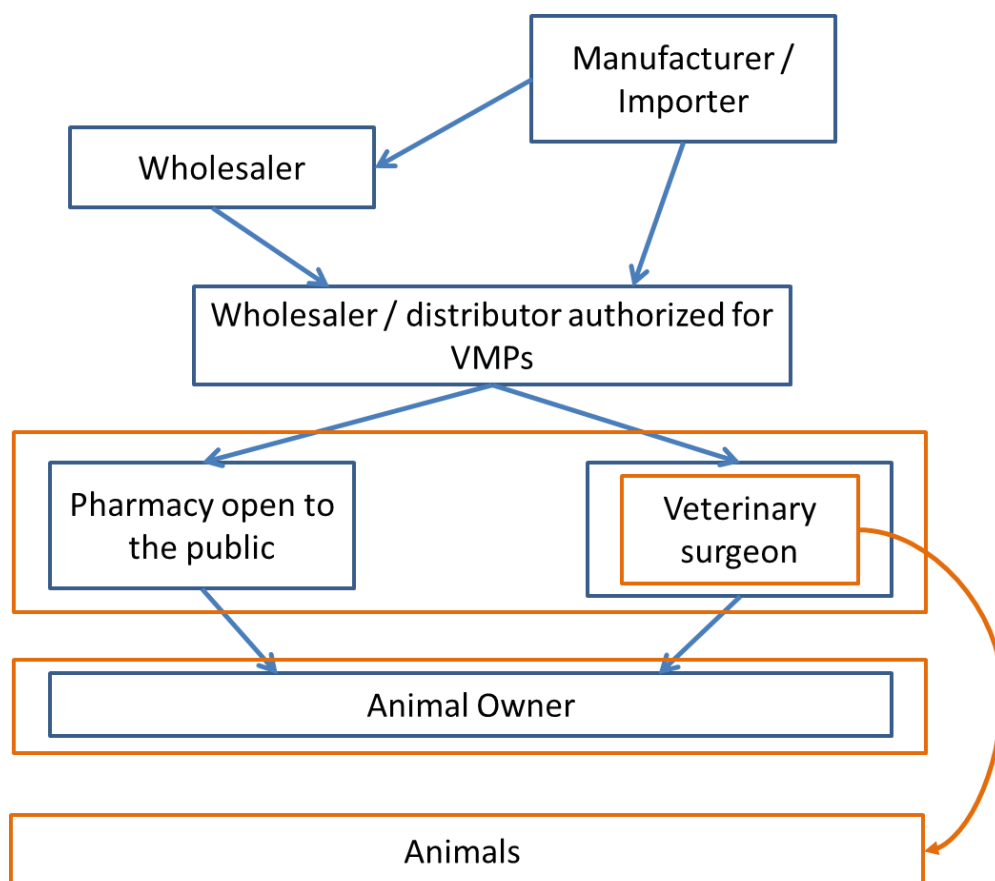 Manufacturer /
Importer
Wholesaler
Wholesaler / distributor authorized for
VMPs
Pharmacy open to
the public
Veterinary
surgeon
Animal Owner
Animals